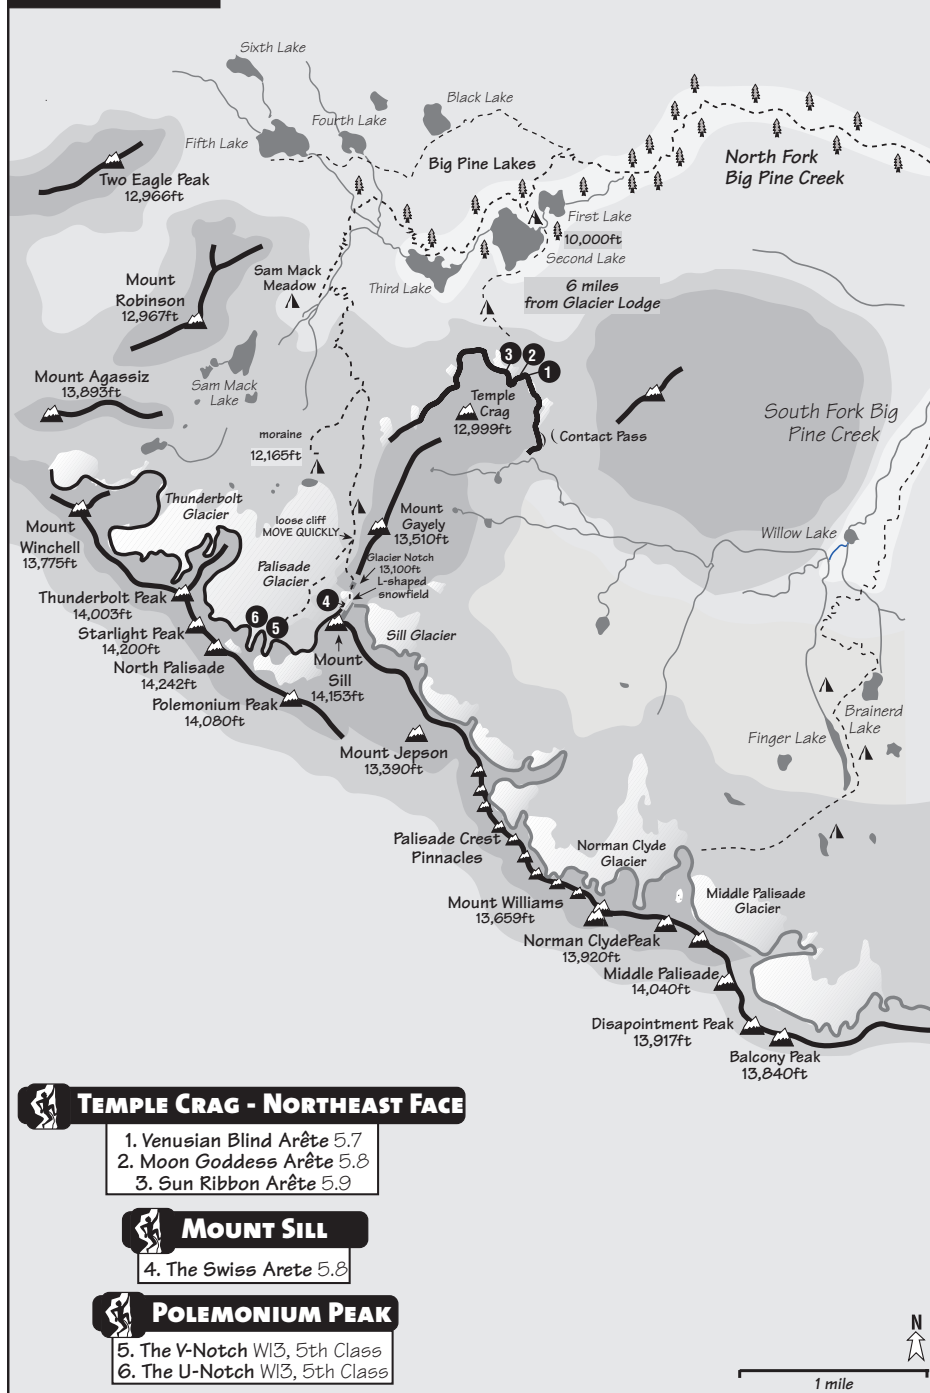 Sixth Lake
Black Lake
Fourth Lake
Fifth Lake
Big Pine Lakes
North Fork
Big Pine Creek
Two Eagle Peak
12,966ft
First Lake
10,000ft
Second Lake
Sam Mack
Meadow
Mount
Robinson
12,967ft
Third Lake
6 miles
from Glacier Lodge
3
2
1
Mount Agassiz
13,893ft
Sam Mack
Lake
Temple
Crag
12,999ft
South Fork Big
Pine Creek
Contact Pass
moraine
12,165ft
Thunderbolt
Glacier
Mount
Gayely
13,510ft
loose cliff
MOVE QUICKLY
Mount
Winchell
13,775ft
Willow Lake
Glacier Notch
13,100ft
L-shaped
snowfield
Palisade
Glacier
Thunderbolt Peak
14,003ft
4
6
5
Starlight Peak
14,200ft
Sill Glacier
North Palisade
14,242ft
Mount
Sill
14,153ft
Polemonium Peak
14,080ft
Brainerd
Lake
Finger Lake
Mount Jepson
13,390ft
Palisade Crest
Pinnacles
Norman Clyde
Glacier
Middle Palisade
Glacier
Mount Williams
13,659ft
Norman ClydePeak
13,920ft
Middle Palisade
14,040ft
Disapointment Peak
13,917ft
Balcony Peak
13,840ft
TEMPLE CRAG - NORTHEAST FACE
1. Venusian Blind Arête 5.7
2. Moon Goddess Arête 5.8
3. Sun Ribbon Arête 5.9
MOUNT SILL
4. The Swiss Arete 5.8
POLEMONIUM PEAK
5. The V-Notch WI3, 5th Class
6. The U-Notch WI3, 5th Class
N
1 mile